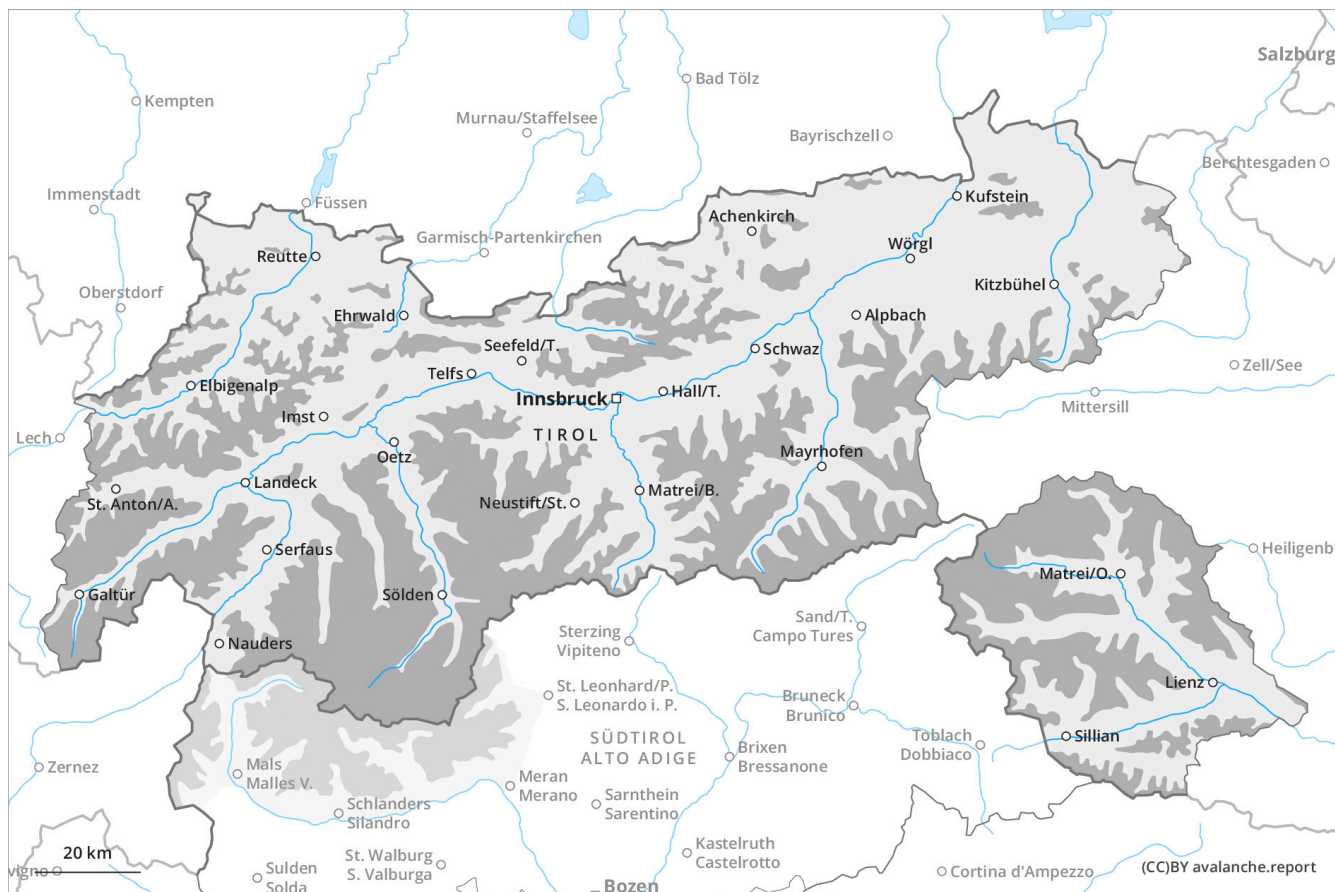 Salzburg
Kempten
Bad Tölz
Murnau/Staffelsee
Bayrischzell
Berchtesgaden
Immenstadt
Füssen
Kufstein
Achenkirch
Garmisch-Partenkirchen
Wörgl
Reutte
Oberstdorf
Kitzbühel
Ehrwald
Alpbach
Seefeld/T.
Schwaz
Zell/See
Telfs
Elbigenalp
Innsbruck
Hall/T.
Mittersill
Imst
TIROL
Lech
Oetz
Mayrhofen
Landeck
Matrei/B.
St. Anton/A.
Neustift/St.
Serfaus
Heiligenb
Matrei/O.
Galtür
Sölden
Sand/T.
Campo Tures
Sterzing
Vipiteno
Nauders
Lienz
St. Leonhard/P.
S. Leonardo i. P.
Bruneck
Brunico
SÜDTIROL
ALTO ADIGE
Toblach
Dobbiaco
Sillian
Brixen
Bressanone
Zernez
Mals
Malles V.
Meran
Merano
Schlanders
Silandro
Sarnthein
Sarentino
Kastelruth
Castelrotto
20 km
St. Walburg
S. Valburga
vigno
Sulden
Solda
Cortina d'Ampezzo
(CC)BY avalanche.report
Bozen